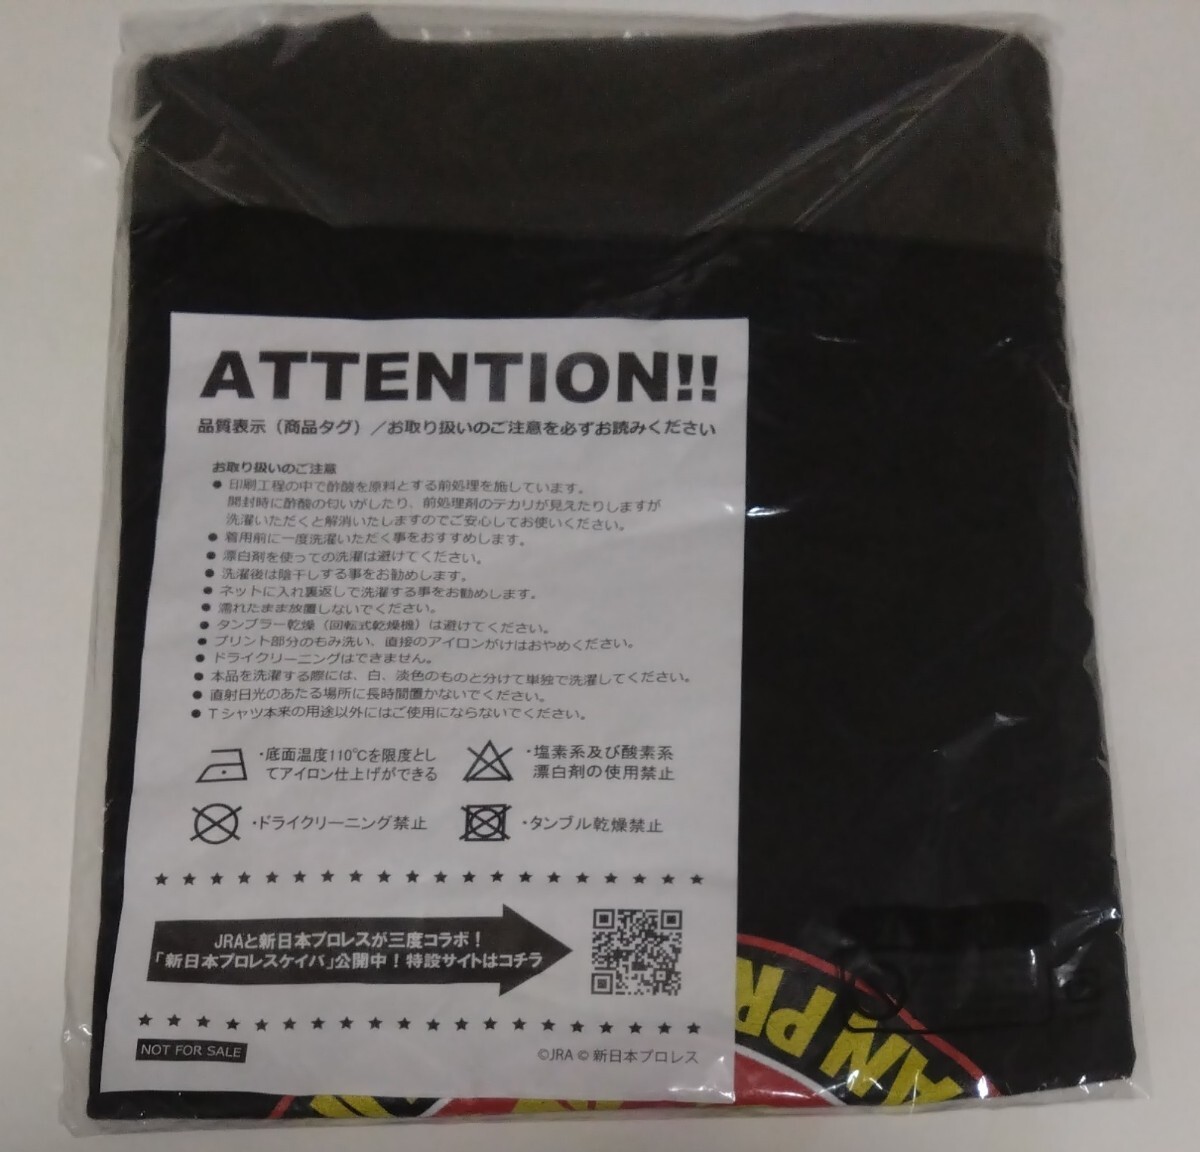 ATTENTION!!
品質表示（商品タグ）／お取り扱いのご注意を必ずお読みください
お取り扱いのご注意
● 印刷工程の中で酢酸を原料とする前処理を施しています。
開封時に酢酸の匂いがしたり、前処理剤のテカリが見えたりしますが
洗濯いただくと解消いたしますのでご安心してお使いください。
● 着用前に一度洗濯いただく事をおすすめします。
● 漂白剤を使っての洗濯は避けてください。
● 洗濯後は陰干しする事をお勧めします。
● ネットに入れ裏返しで洗濯する事をお勧めします。
● 濡れたまま放置しないでください。
● タンブラー乾燥（回転式乾燥機）は避けてください。
● プリント部分のもみ洗い、直接のアイロンがけはおやめください。
● ドライクリーニングはできません。
● 本品を洗濯する際には、白、淡色のものと分けて単独で洗濯してください。
● 直射日光のあたる場所に長時間置かないでください。
● Ｔシャツ本来の用途以外にはご使用にならないでください。
・底面温度110℃を限度とし
てアイロン仕上げができる
・塩素系及び酸素系
漂白剤の使用禁止
・ドライクリーニング禁止
・タンブル乾燥禁止
JRAと新日本プロレスが三度コラボ！
「新日本プロレスケイバ」公開中！特設サイトはコチラ
NOT FOR SALE
©JRA ©新日本プロレス
AN PR